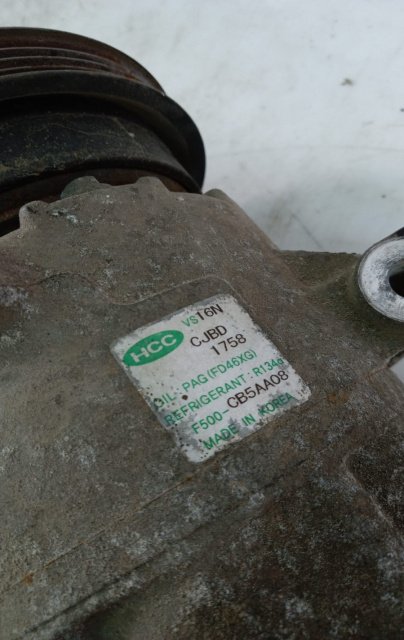 HCC VS16N
CJBD
1758
OIL: PAG(FD46XG)
REFRIGERANT: R134a
F500-CB5AA08
MADE IN KOREA